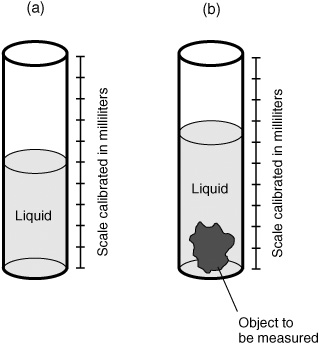 (a)
Liquid
Scale calibrated in milliliters
(b)
Liquid
Scale calibrated in milliliters
Object to
be measured